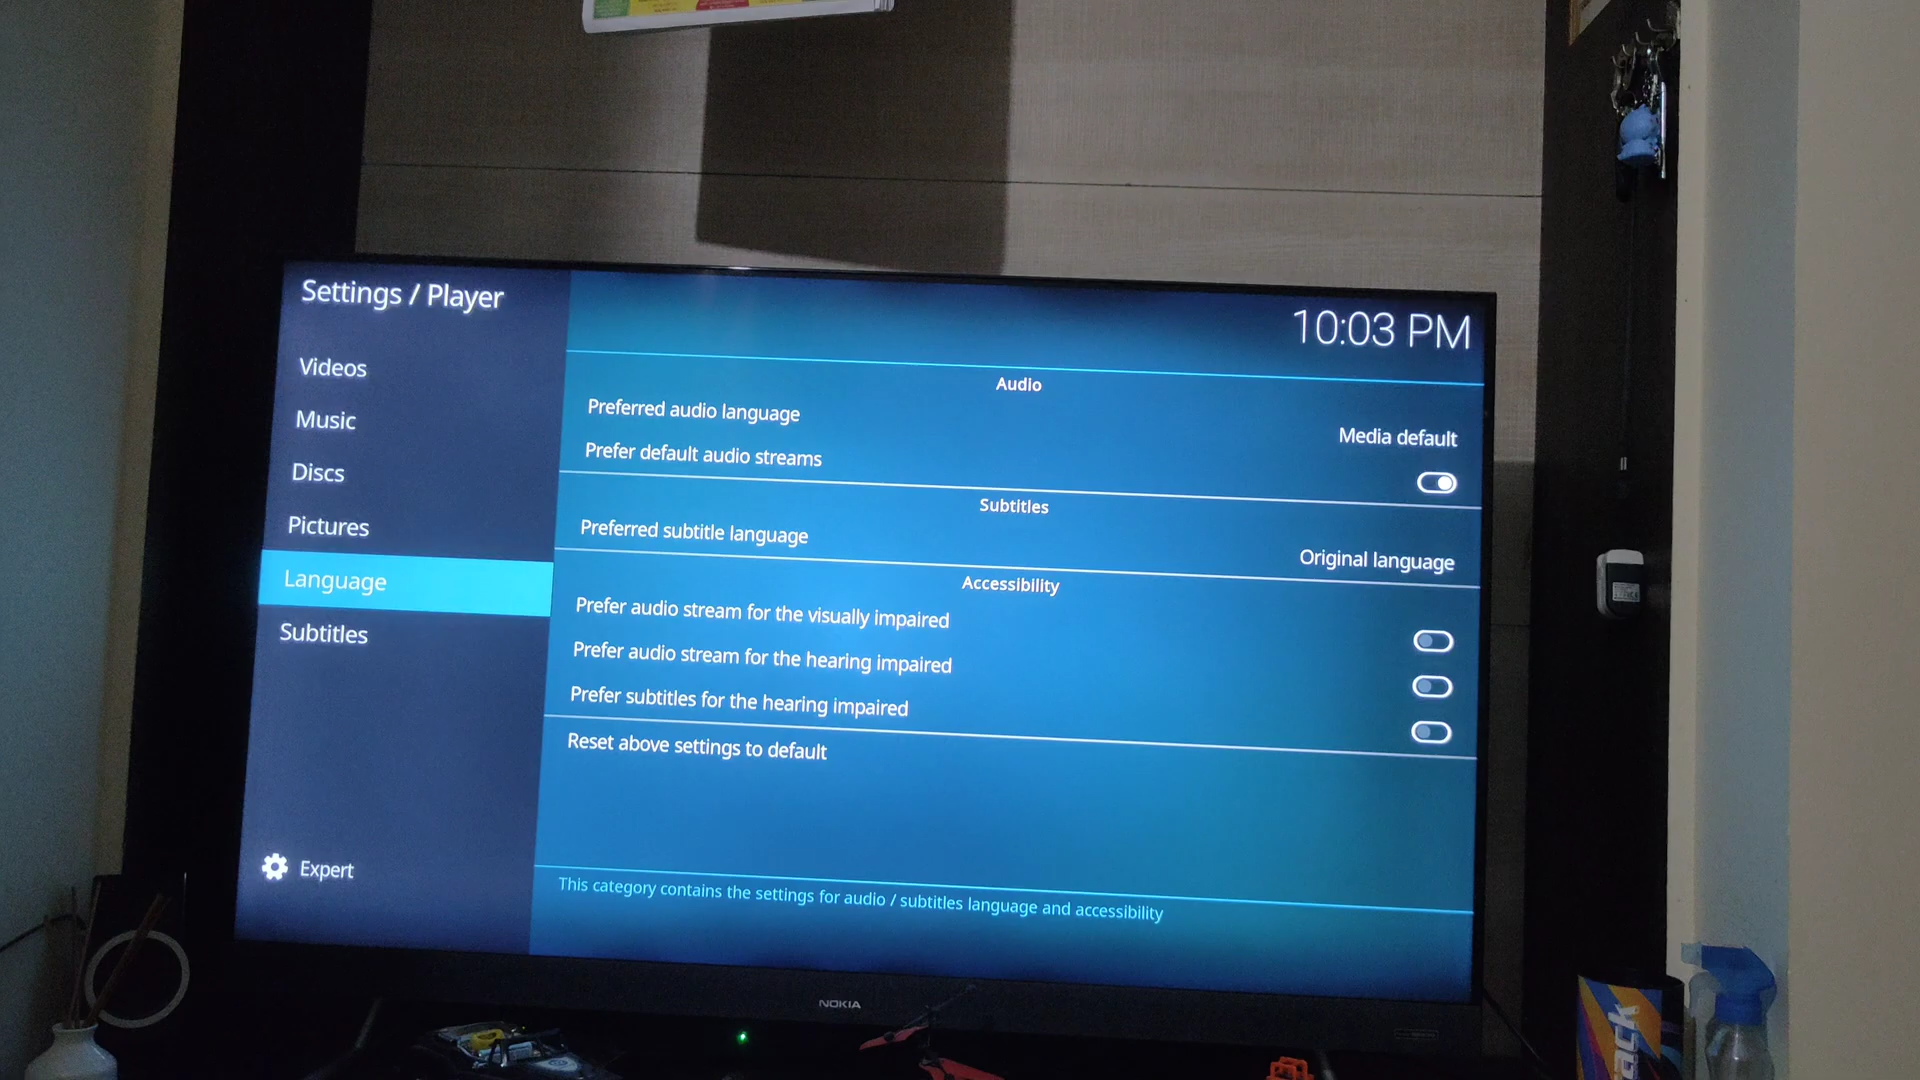 Settings / Player
10:03 PM
Videos
Music
Discs
Pictures
Language
Subtitles
Expert
Audio
Preferred audio language
Media default
Prefer default audio streams
Subtitles
Preferred subtitle language
Original language
Accessibility
Prefer audio stream for the visually impaired
Prefer audio stream for the hearing impaired
Prefer subtitles for the hearing impaired
Reset above settings to default
This category contains the settings for audio / subtitles language and accessibility
NOKIA